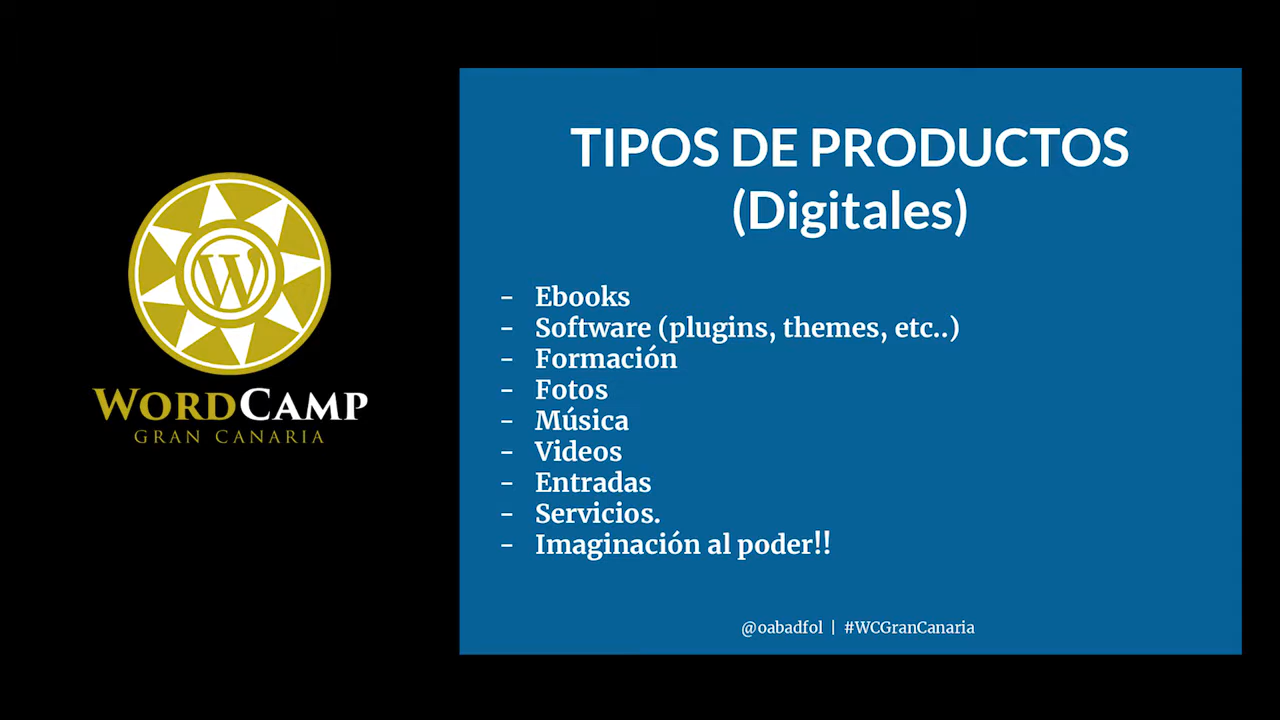 WORDCAMP
GRAN CANARIA
TIPOS DE PRODUCTOS
(Digitales)
- Ebooks
- Software (plugins, themes, etc..)
- Formación
- Fotos
- Música
- Videos
- Entradas
- Servicios.
- Imaginación al poder!!
@oabadfol | #WCGranCanaria